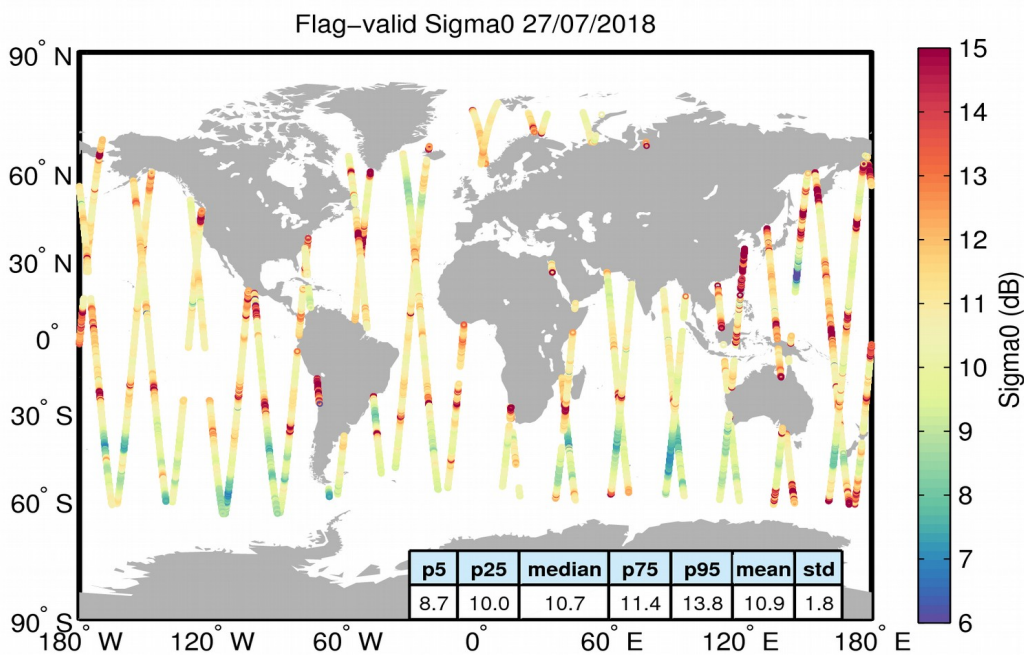 Flag−valid Sigma0 27/07/2018
90° N
60° N
30° N
0°
30° S
60° S
90° S
180° W 120° W 60° W 0° 60° E 120° E 180° E
p5 p25 median p75 p95 mean std
8.7 10.0 10.7 11.4 13.8 10.9 1.8
15
14
13
12
11
10
9
8
7
6
Sigma0 (dB)